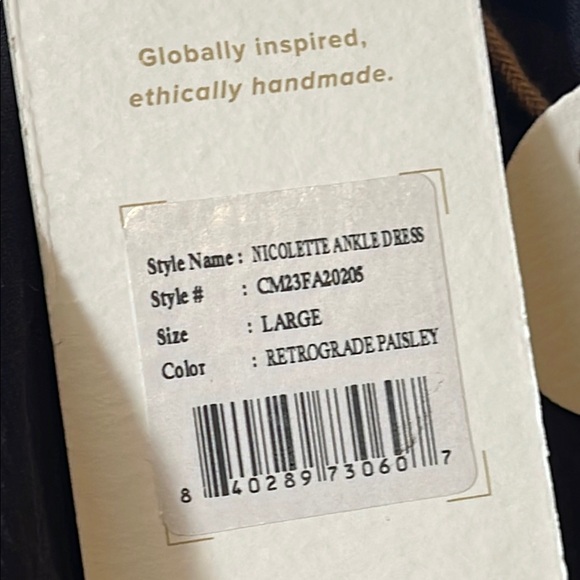 Globally inspired,
ethically handmade.
Style Name : NICOLETTE ANKLE DRESS
Style # : CM23FA20205
Size : LARGE
Color : RETROGRADE PAISLEY
8 40289 73060 7